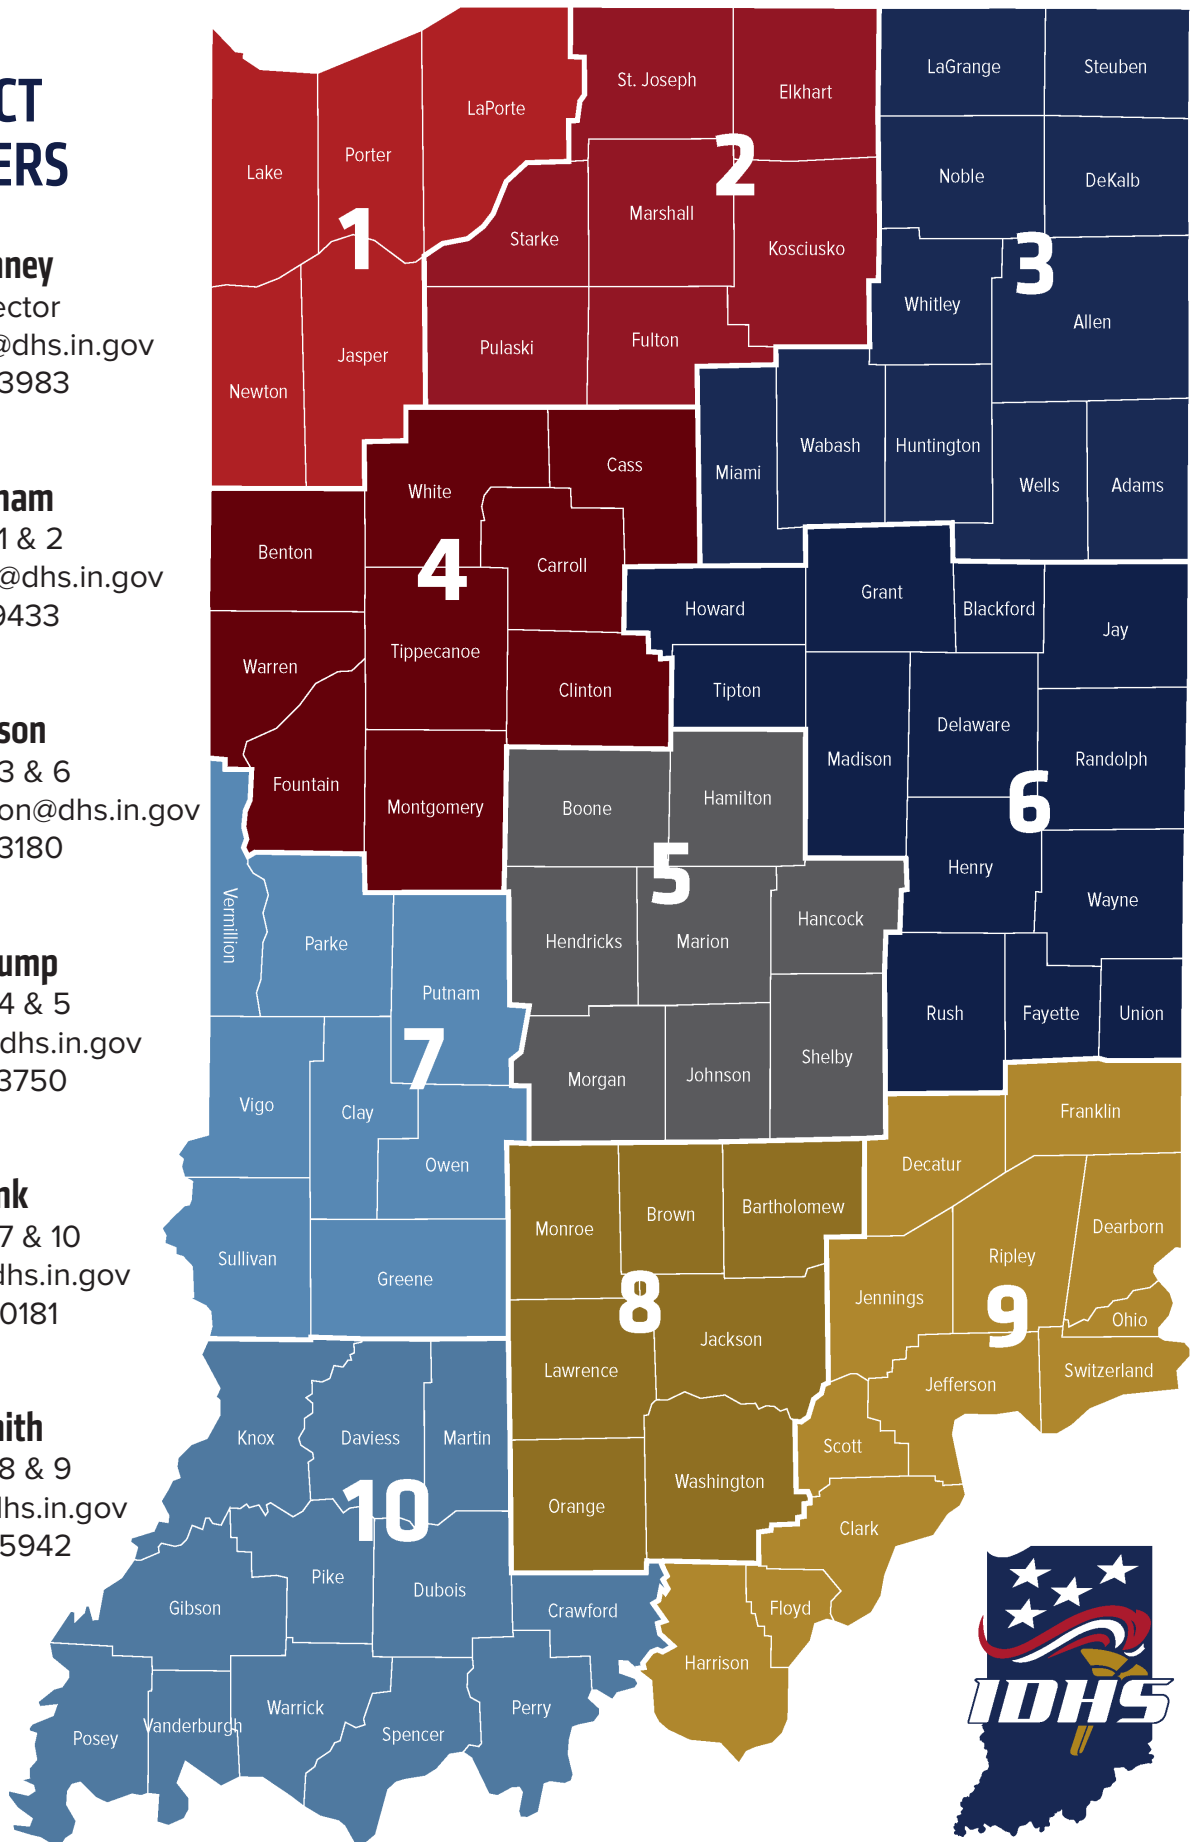 CT
ERS
nney
ector
@dhs.in.gov
3983
ham
1 & 2
@dhs.in.gov
9433
son
3 & 6
on@dhs.in.gov
3180
ump
4 & 5
dhs.in.gov
3750
nk
7 & 10
dhs.in.gov
0181
nith
8 & 9
dhs.in.gov
5942
LaGrange
Steuben
St. Joseph
Elkhart
LaPorte
Porter
Lake
2
Noble
DeKalb
Marshall
Starke
Kosciusko
1
3
Whitley
Allen
Pulaski
Fulton
Jasper
Newton
Wabash
Huntington
Miami
Wells
Adams
Cass
White
Benton
4
Carroll
Howard
Grant
Blackford
Jay
Tippecanoe
Warren
Clinton
Tipton
Delaware
Madison
Randolph
Fountain
Montgomery
Boone
Hamilton
6
5
Henry
Wayne
Vermillion
Parke
Hendricks
Marion
Hancock
Putnam
Rush
Fayette
Union
7
Morgan
Johnson
Shelby
Vigo
Clay
Franklin
Owen
Decatur
Monroe
Brown
Bartholomew
Dearborn
Sullivan
Greene
Ripley
Jennings
8
9
Ohio
Jackson
Lawrence
Jefferson
Switzerland
Knox
Daviess
Martin
Scott
Washington
Orange
10
Clark
Pike
Dubois
Gibson
Crawford
Floyd
Harrison
Warrick
Perry
Posey
Vanderburgh
Spencer
IDHS